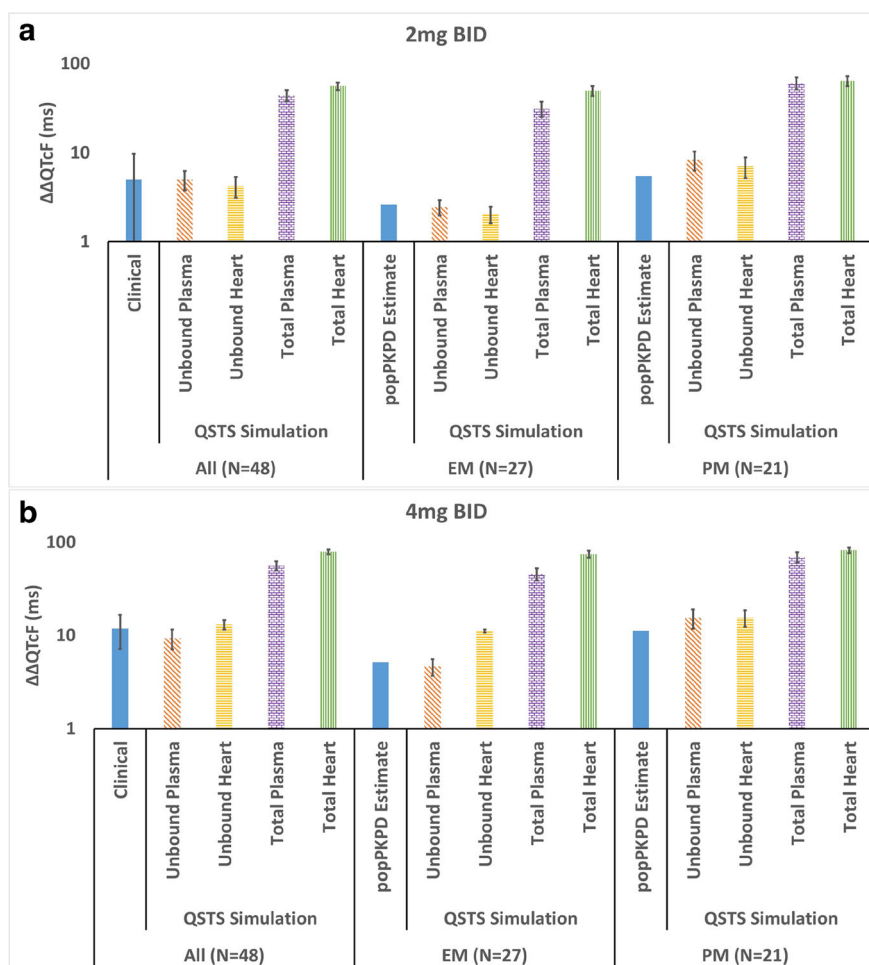 a
2mg BID
ΔΔQTcF (ms)
100
10
1
Clinical
Unbound Plasma
Unbound Heart
Total Plasma
Total Heart
popPKPD Estimate
Unbound Plasma
Unbound Heart
Total Plasma
Total Heart
popPKPD Estimate
Unbound Plasma
Unbound Heart
Total Plasma
Total Heart
QSTS Simulation
QSTS Simulation
QSTS Simulation
All (N=48)
EM (N=27)
PM (N=21)
b
4mg BID
ΔΔQTcF (ms)
100
10
1
Clinical
Unbound Plasma
Unbound Heart
Total Plasma
Total Heart
popPKPD Estimate
Unbound Plasma
Unbound Heart
Total Plasma
Total Heart
popPKPD Estimate
Unbound Plasma
Unbound Heart
Total Plasma
Total Heart
QSTS Simulation
QSTS Simulation
QSTS Simulation
All (N=48)
EM (N=27)
PM (N=21)